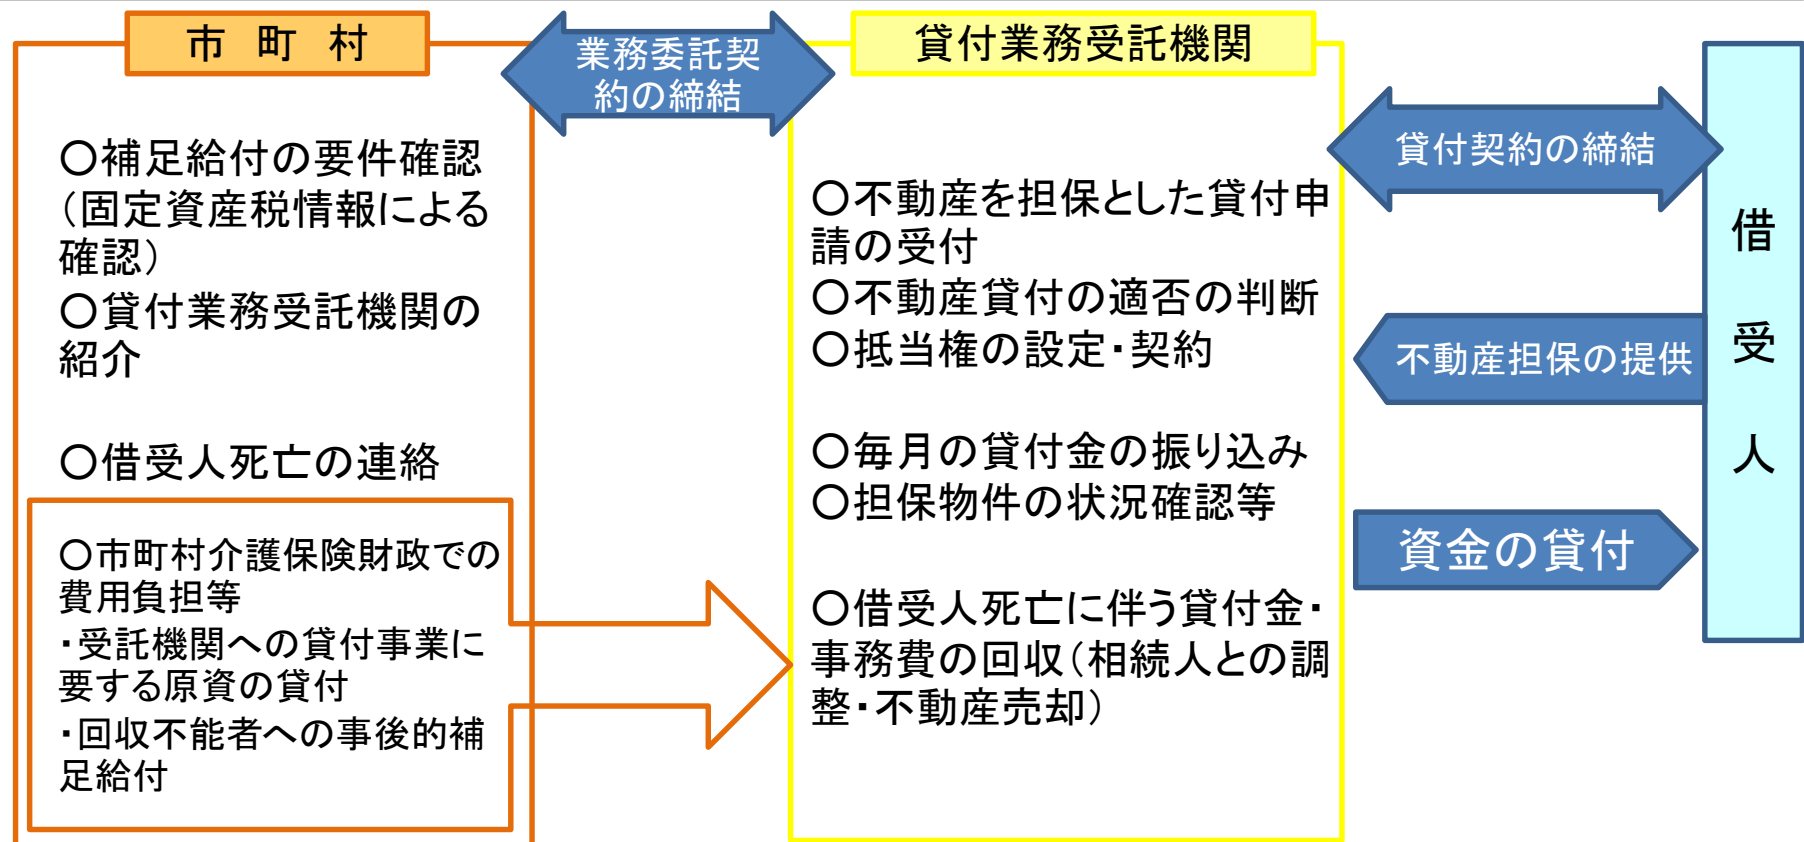 市 町 村
○補足給付の要件確認
（固定資産税情報による
確認）
○貸付業務受託機関の
紹介
○借受人死亡の連絡
○市町村介護保険財政での
費用負担等
・受託機関への貸付事業に
要する原資の貸付
・回収不能者への事後的補
足給付
業務委託契
約の締結
貸付業務受託機関
○不動産を担保とした貸付申
請の受付
○不動産貸付の適否の判断
○抵当権の設定・契約
○毎月の貸付金の振り込み
○担保物件の状況確認等
○借受人死亡に伴う貸付金・
事務費の回収（相続人との調
整・不動産売却）
貸付契約の締結
不動産担保の提供
資金の貸付
借
受
人